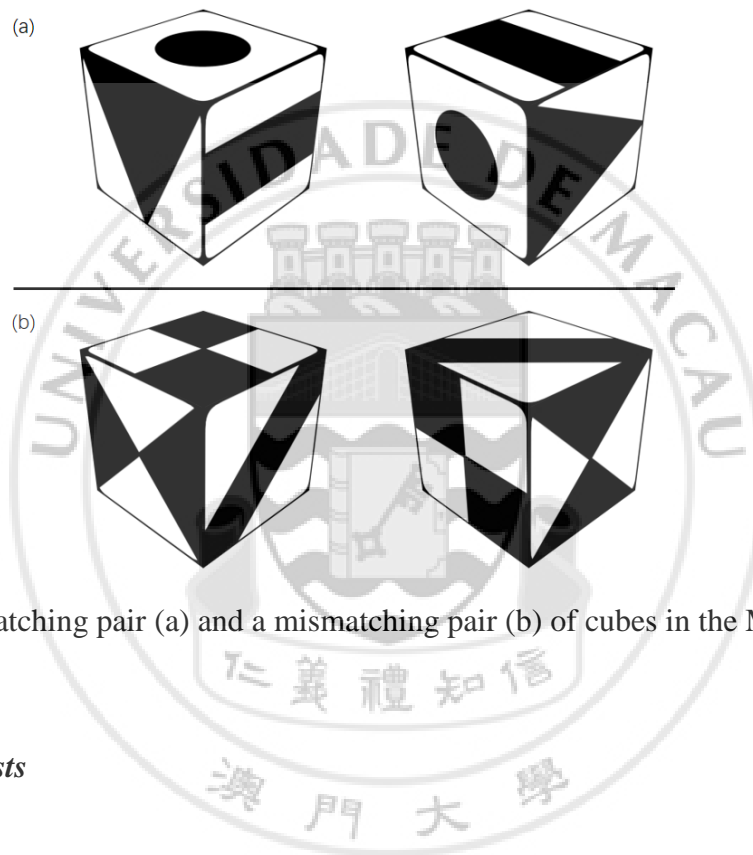 (a)
UNIVERSIDADE DE MACAU
(b)
atching pair (a) and a mismatching pair (b) of cubes in the M
仁義禮知信
sts
澳門大學